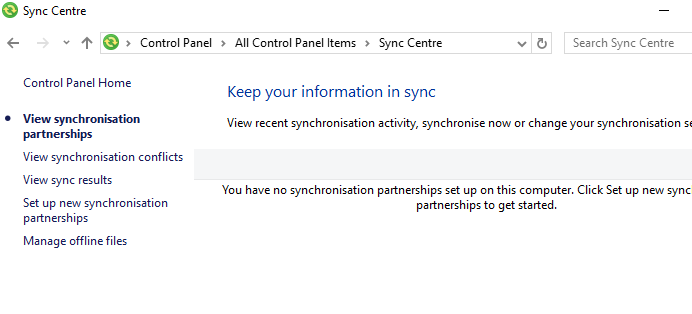 Sync Centre
Control Panel > All Control Panel Items > Sync Centre
Search Sync Centre
Control Panel Home
View synchronisation
partnerships
View synchronisation conflicts
View sync results
Set up new synchronisation
partnerships
Manage offline files
Keep your information in sync
View recent synchronisation activity, synchronise now or change your synchronisation
You have no synchronisation partnerships set up on this computer. Click Set up new sync
partnerships to get started.